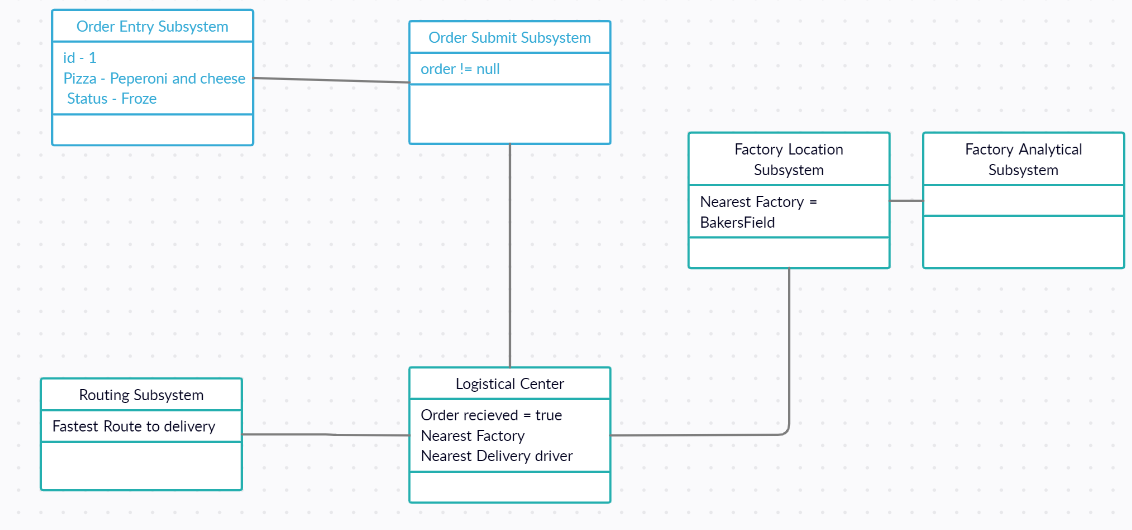 Order Entry Subsystem
id - 1
Pizza - Peperoni and cheese
Status - Froze
Order Submit Subsystem
order != null
Factory Location
Subsystem
Nearest Factory =
BakersField
Factory Analytical
Subsystem
Routing Subsystem
Fastest Route to delivery
Logistical Center
Order recieved = true
Nearest Factory
Nearest Delivery driver